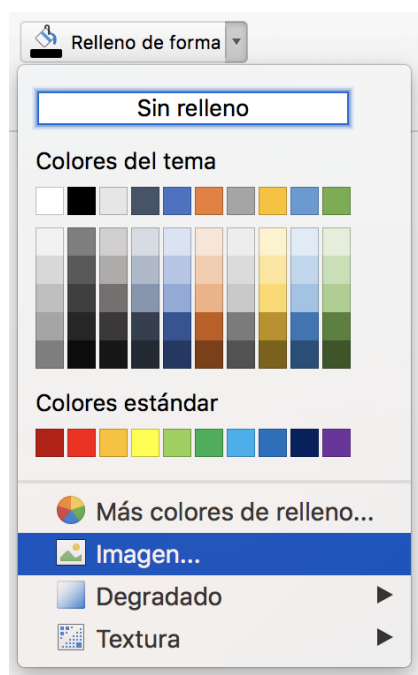 Relleno de forma
Sin relleno
Colores del tema
Colores estándar
Más colores de relleno...
Imagen...
Degradado
Textura